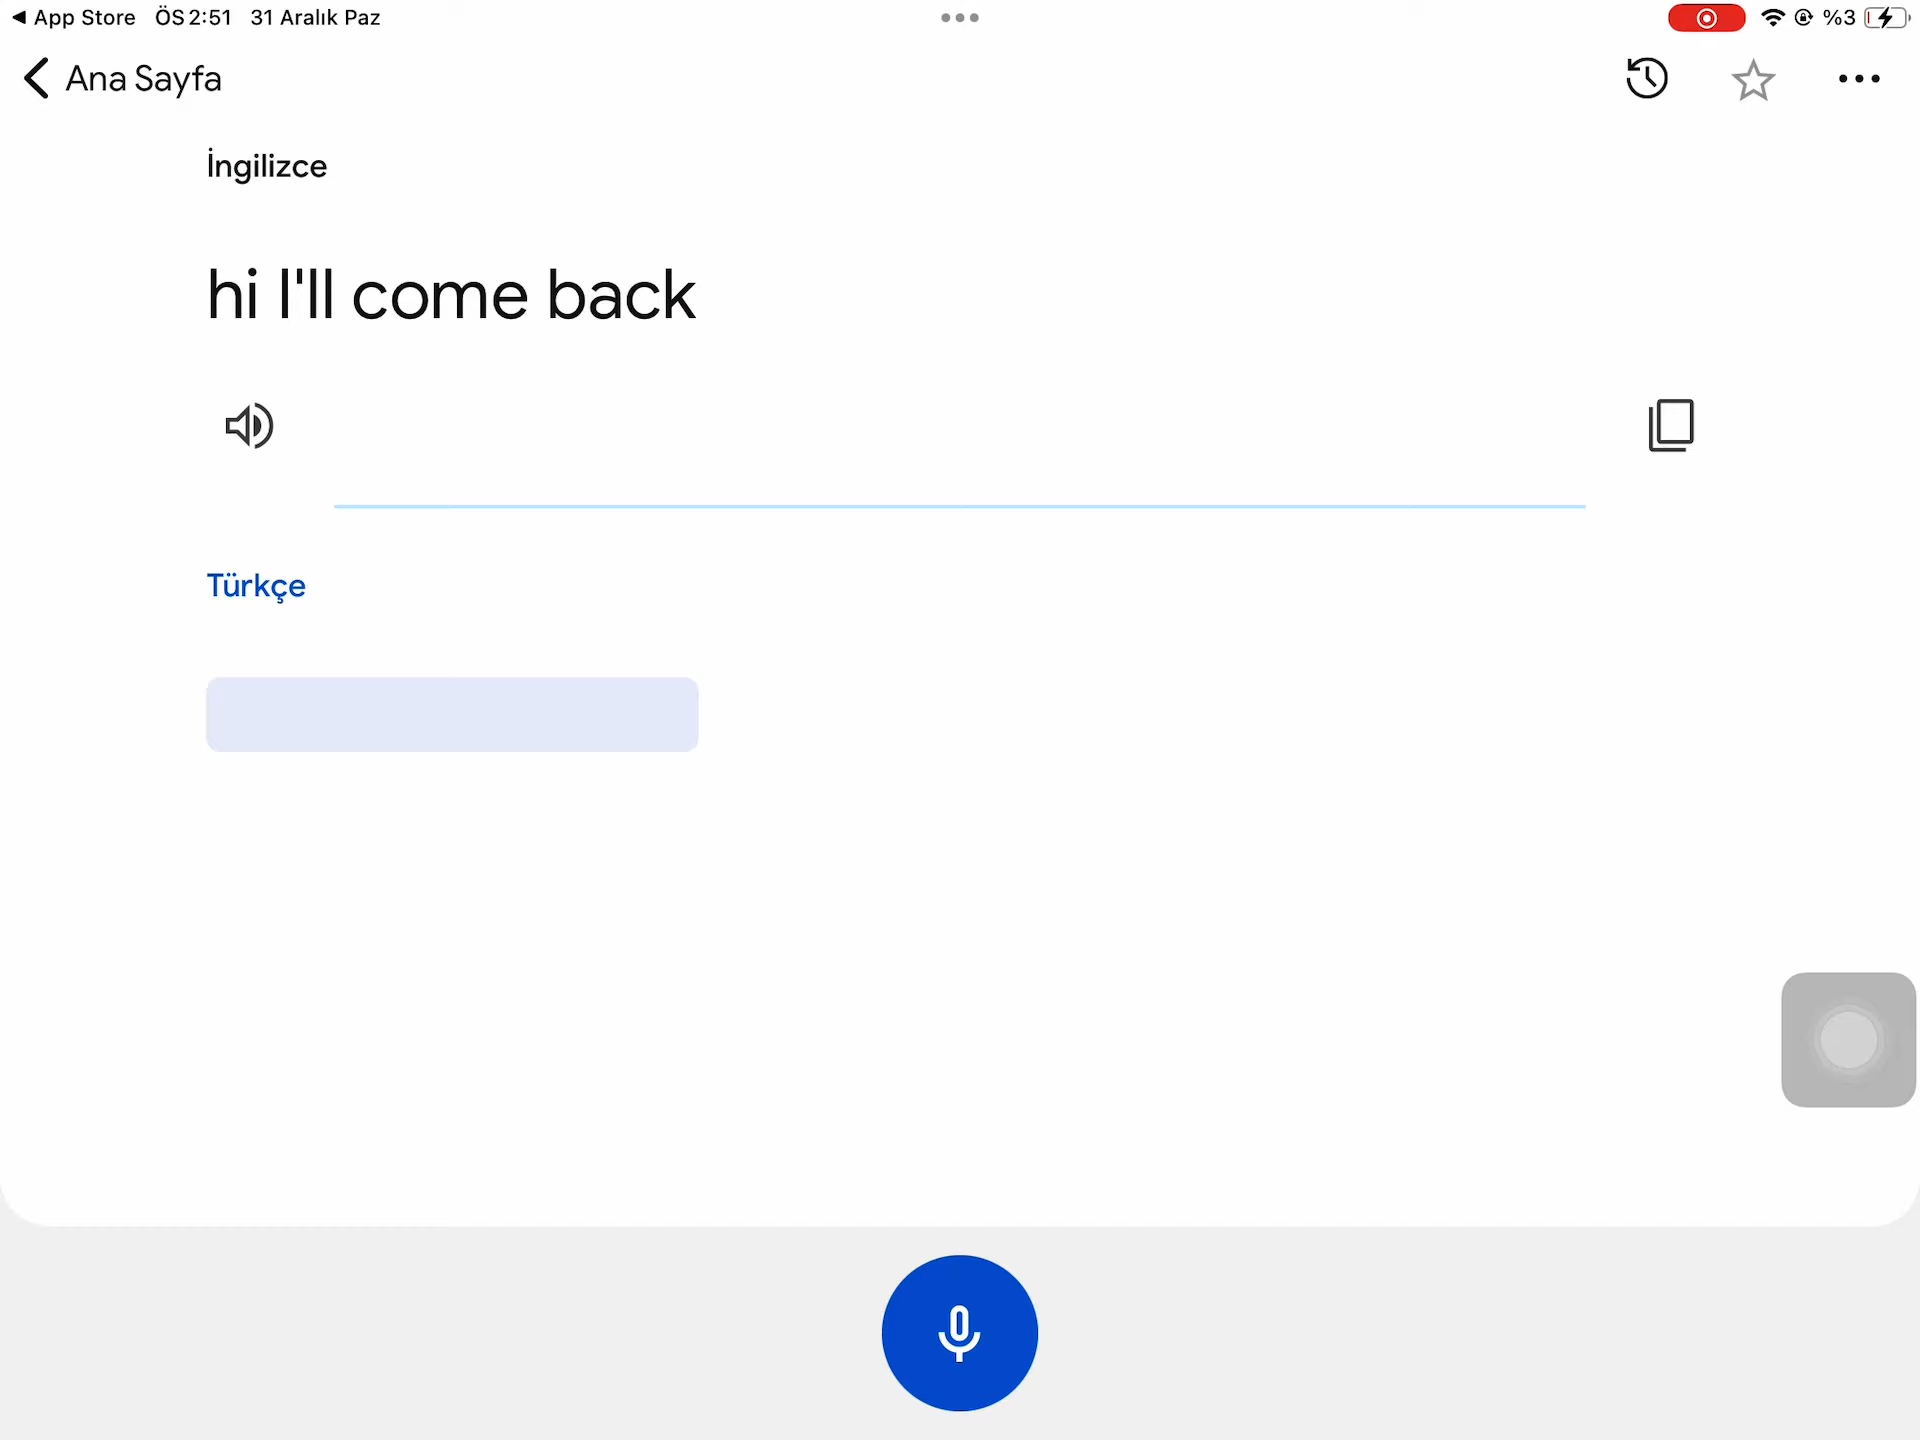 App Store ÖS 2:51 31 Aralık Paz %3
Ana Sayfa
İngilizce
hi I'll come back
Türkçe